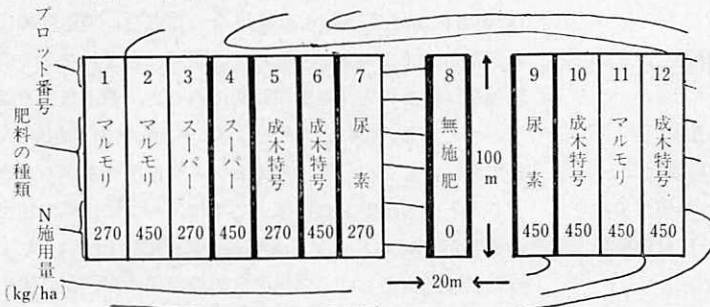 プロット番号
1 2 3 4 5 6 7 8 9 10 11 12
肥料の種類
マルモリ マルモリ スーパー スーパー 成木特号 成木特号 尿素 無施肥 尿素 成木特号 マルモリ 成木特号
100m
N施用量
(kg/ha)
270 450 270 450 270 450 270 0 450 450 450 450
20m